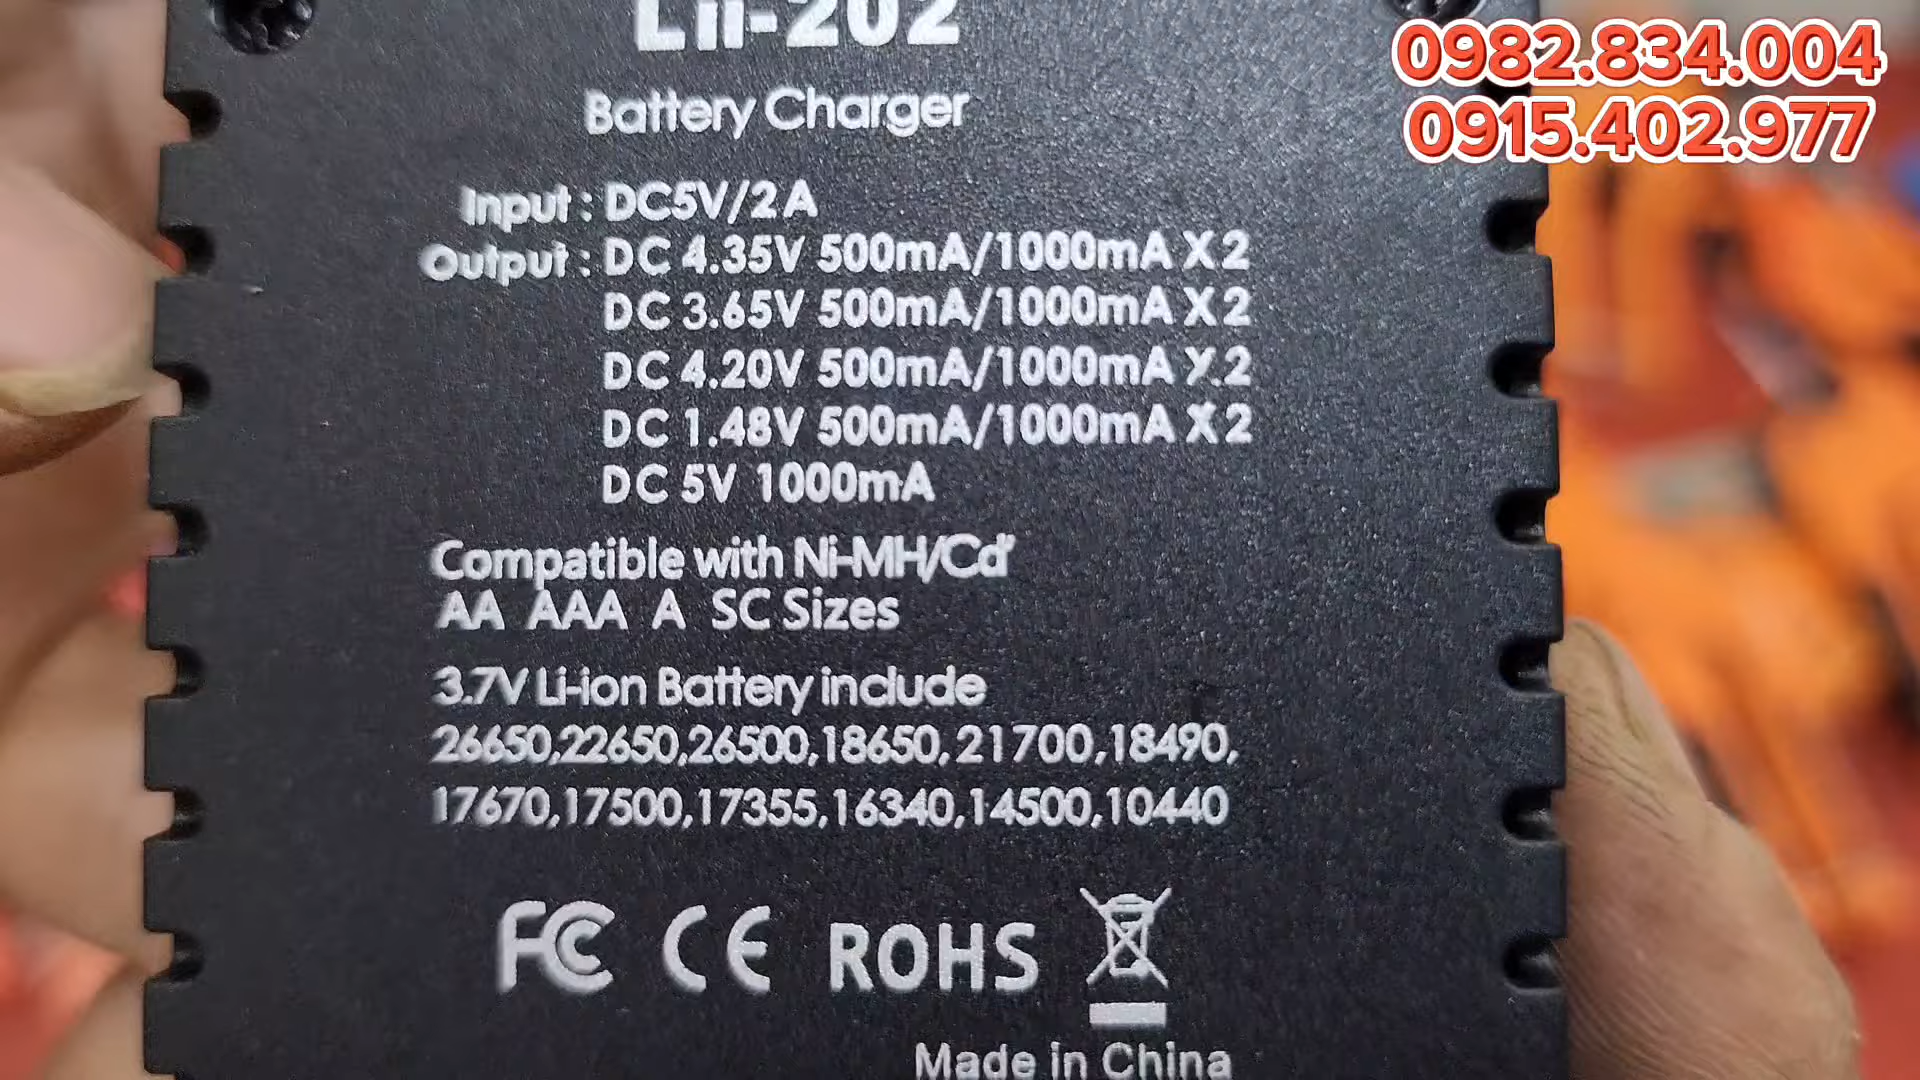 Lii-202
0982.834.004
0915.402.977
Battery Charger
Input : DC5V/2A
Output : DC 4.35V 500mA/1000mA X 2
DC 3.65V 500mA/1000mA X 2
DC 4.20V 500mA/1000mA X 2
DC 1.48V 500mA/1000mA X 2
DC 5V 1000mA
Compatible with Ni-MH/Cd
AA AAA A SC Sizes
3.7V Li-ion Battery include
26650,22650,26500,18650,21700,18490,
17670,17500,17355,16340,14500,10440
FC CE ROHS
Made in China